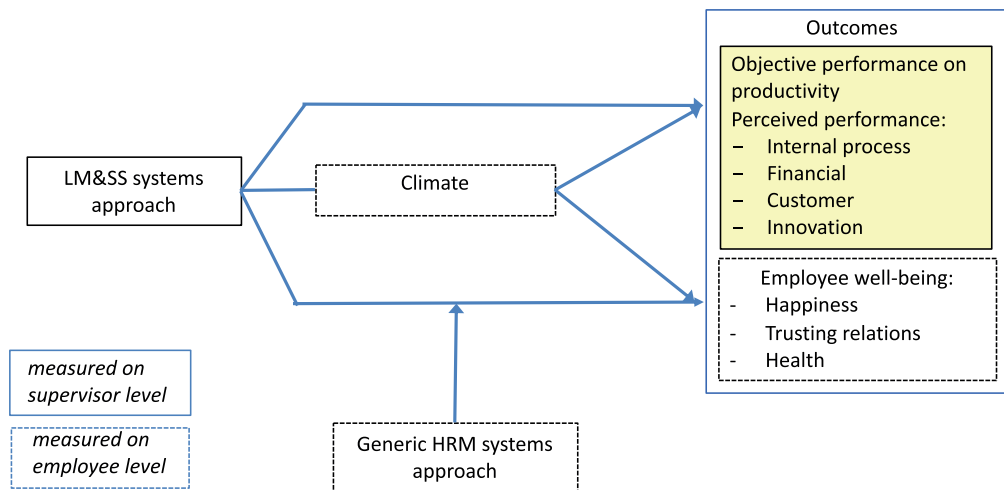 Outcomes
Objective performance on
productivity
Perceived performance:
– Internal process
– Financial
– Customer
– Innovation
LM&SS systems
approach
Climate
Employee well-being:
- Happiness
- Trusting relations
- Health
measured on
supervisor level
measured on
employee level
Generic HRM systems
approach